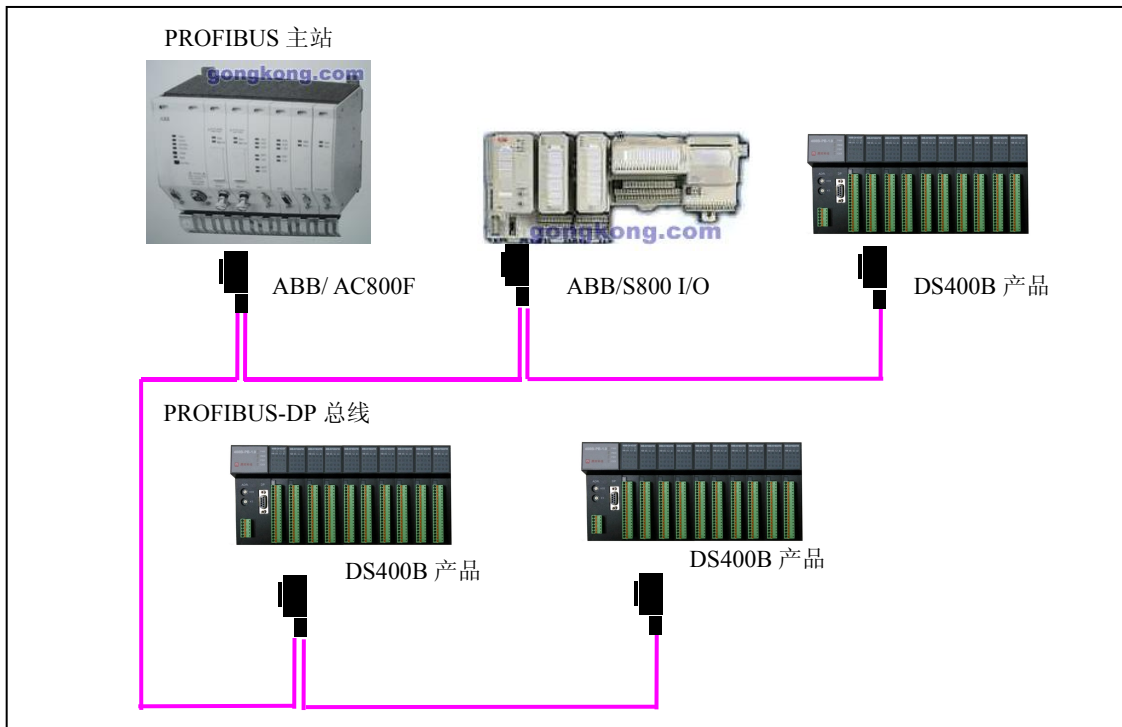 PROFIBUS 主站
gongkong.com
ABB
gongkong.com
ABB/ AC800F
ABB/S800 I/O
DS400B 产品
PROFIBUS-DP 总线
DS400B 产品
DS400B 产品